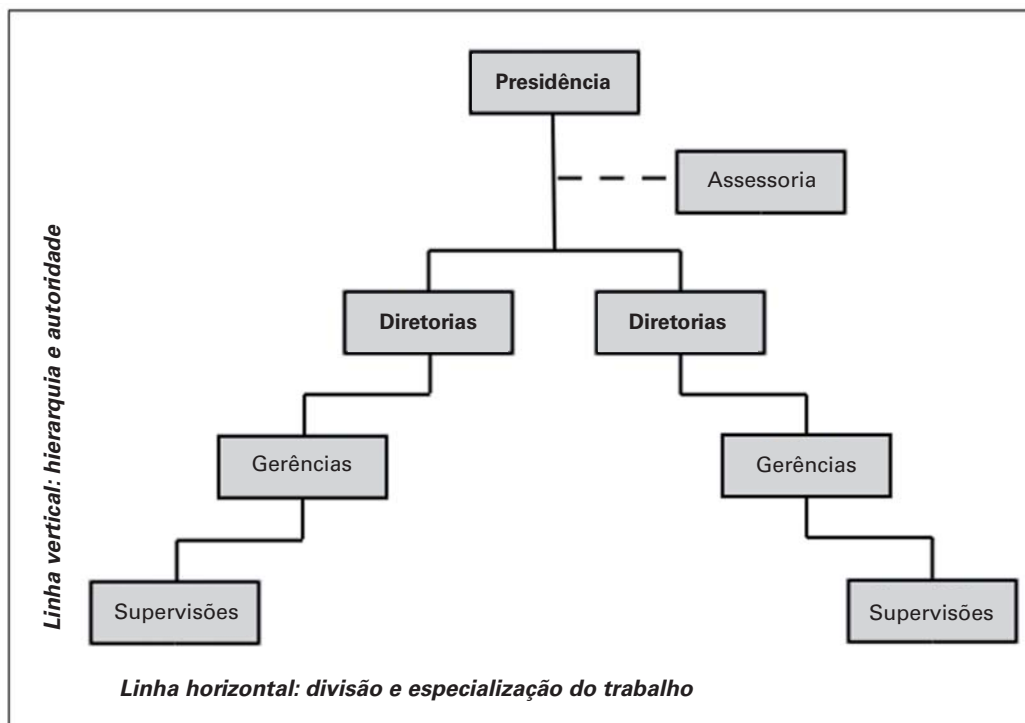 Presidência
Assessoria
Linha vertical: hierarquia e autoridade
Diretorias
Diretorias
Gerências
Gerências
Supervisões
Supervisões
Linha horizontal: divisão e especialização do trabalho